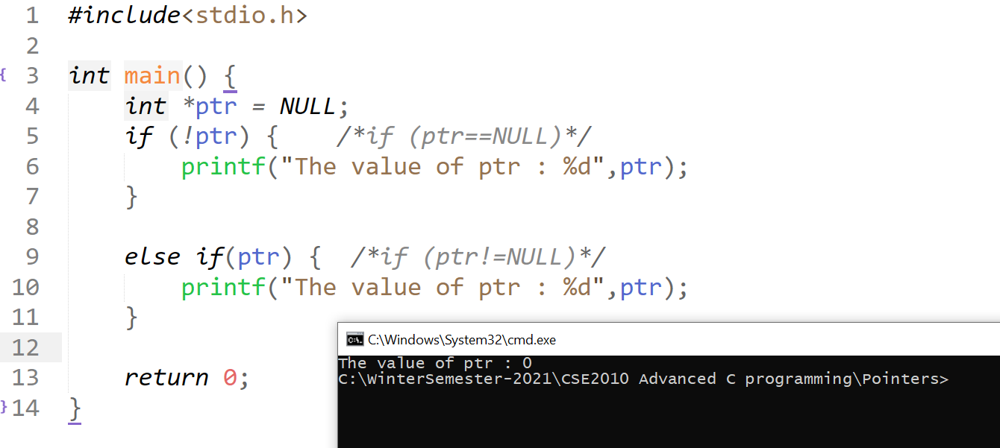 1 #include<stdio.h>
2
{ 3 int main() {
4 int *ptr = NULL;
5 if (!ptr) { /*if (ptr==NULL)*/
6 printf("The value of ptr : %d",ptr);
7 }
8
9 else if(ptr) { /*if (ptr!=NULL)*/
10 printf("The value of ptr : %d",ptr);
11 }
12
13 return 0;
} 14 }
C:\Windows\System32\cmd.exe
The value of ptr : 0
C:\WinterSemester-2021\CSE2010 Advanced C programming\Pointers>